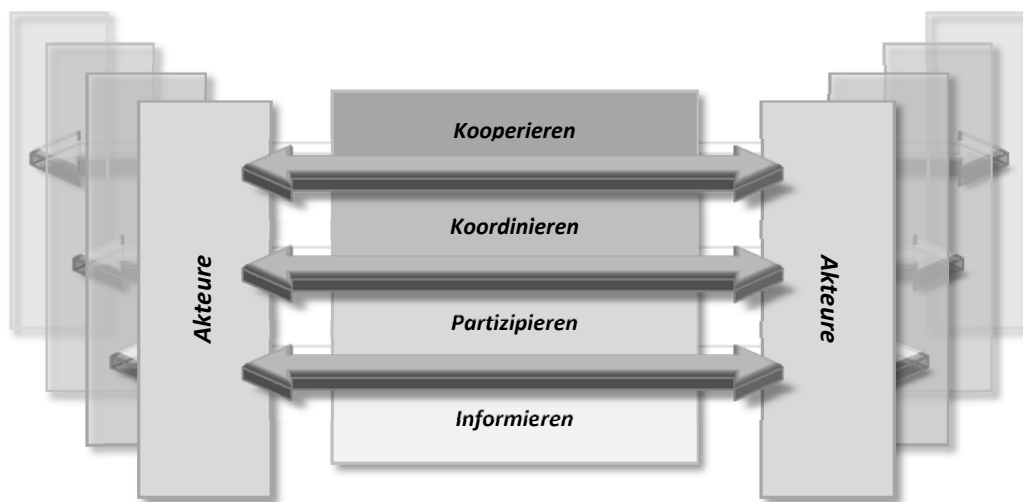 Kooperieren
Koordinieren
Akteure
Akteure
Partizipieren
Informieren